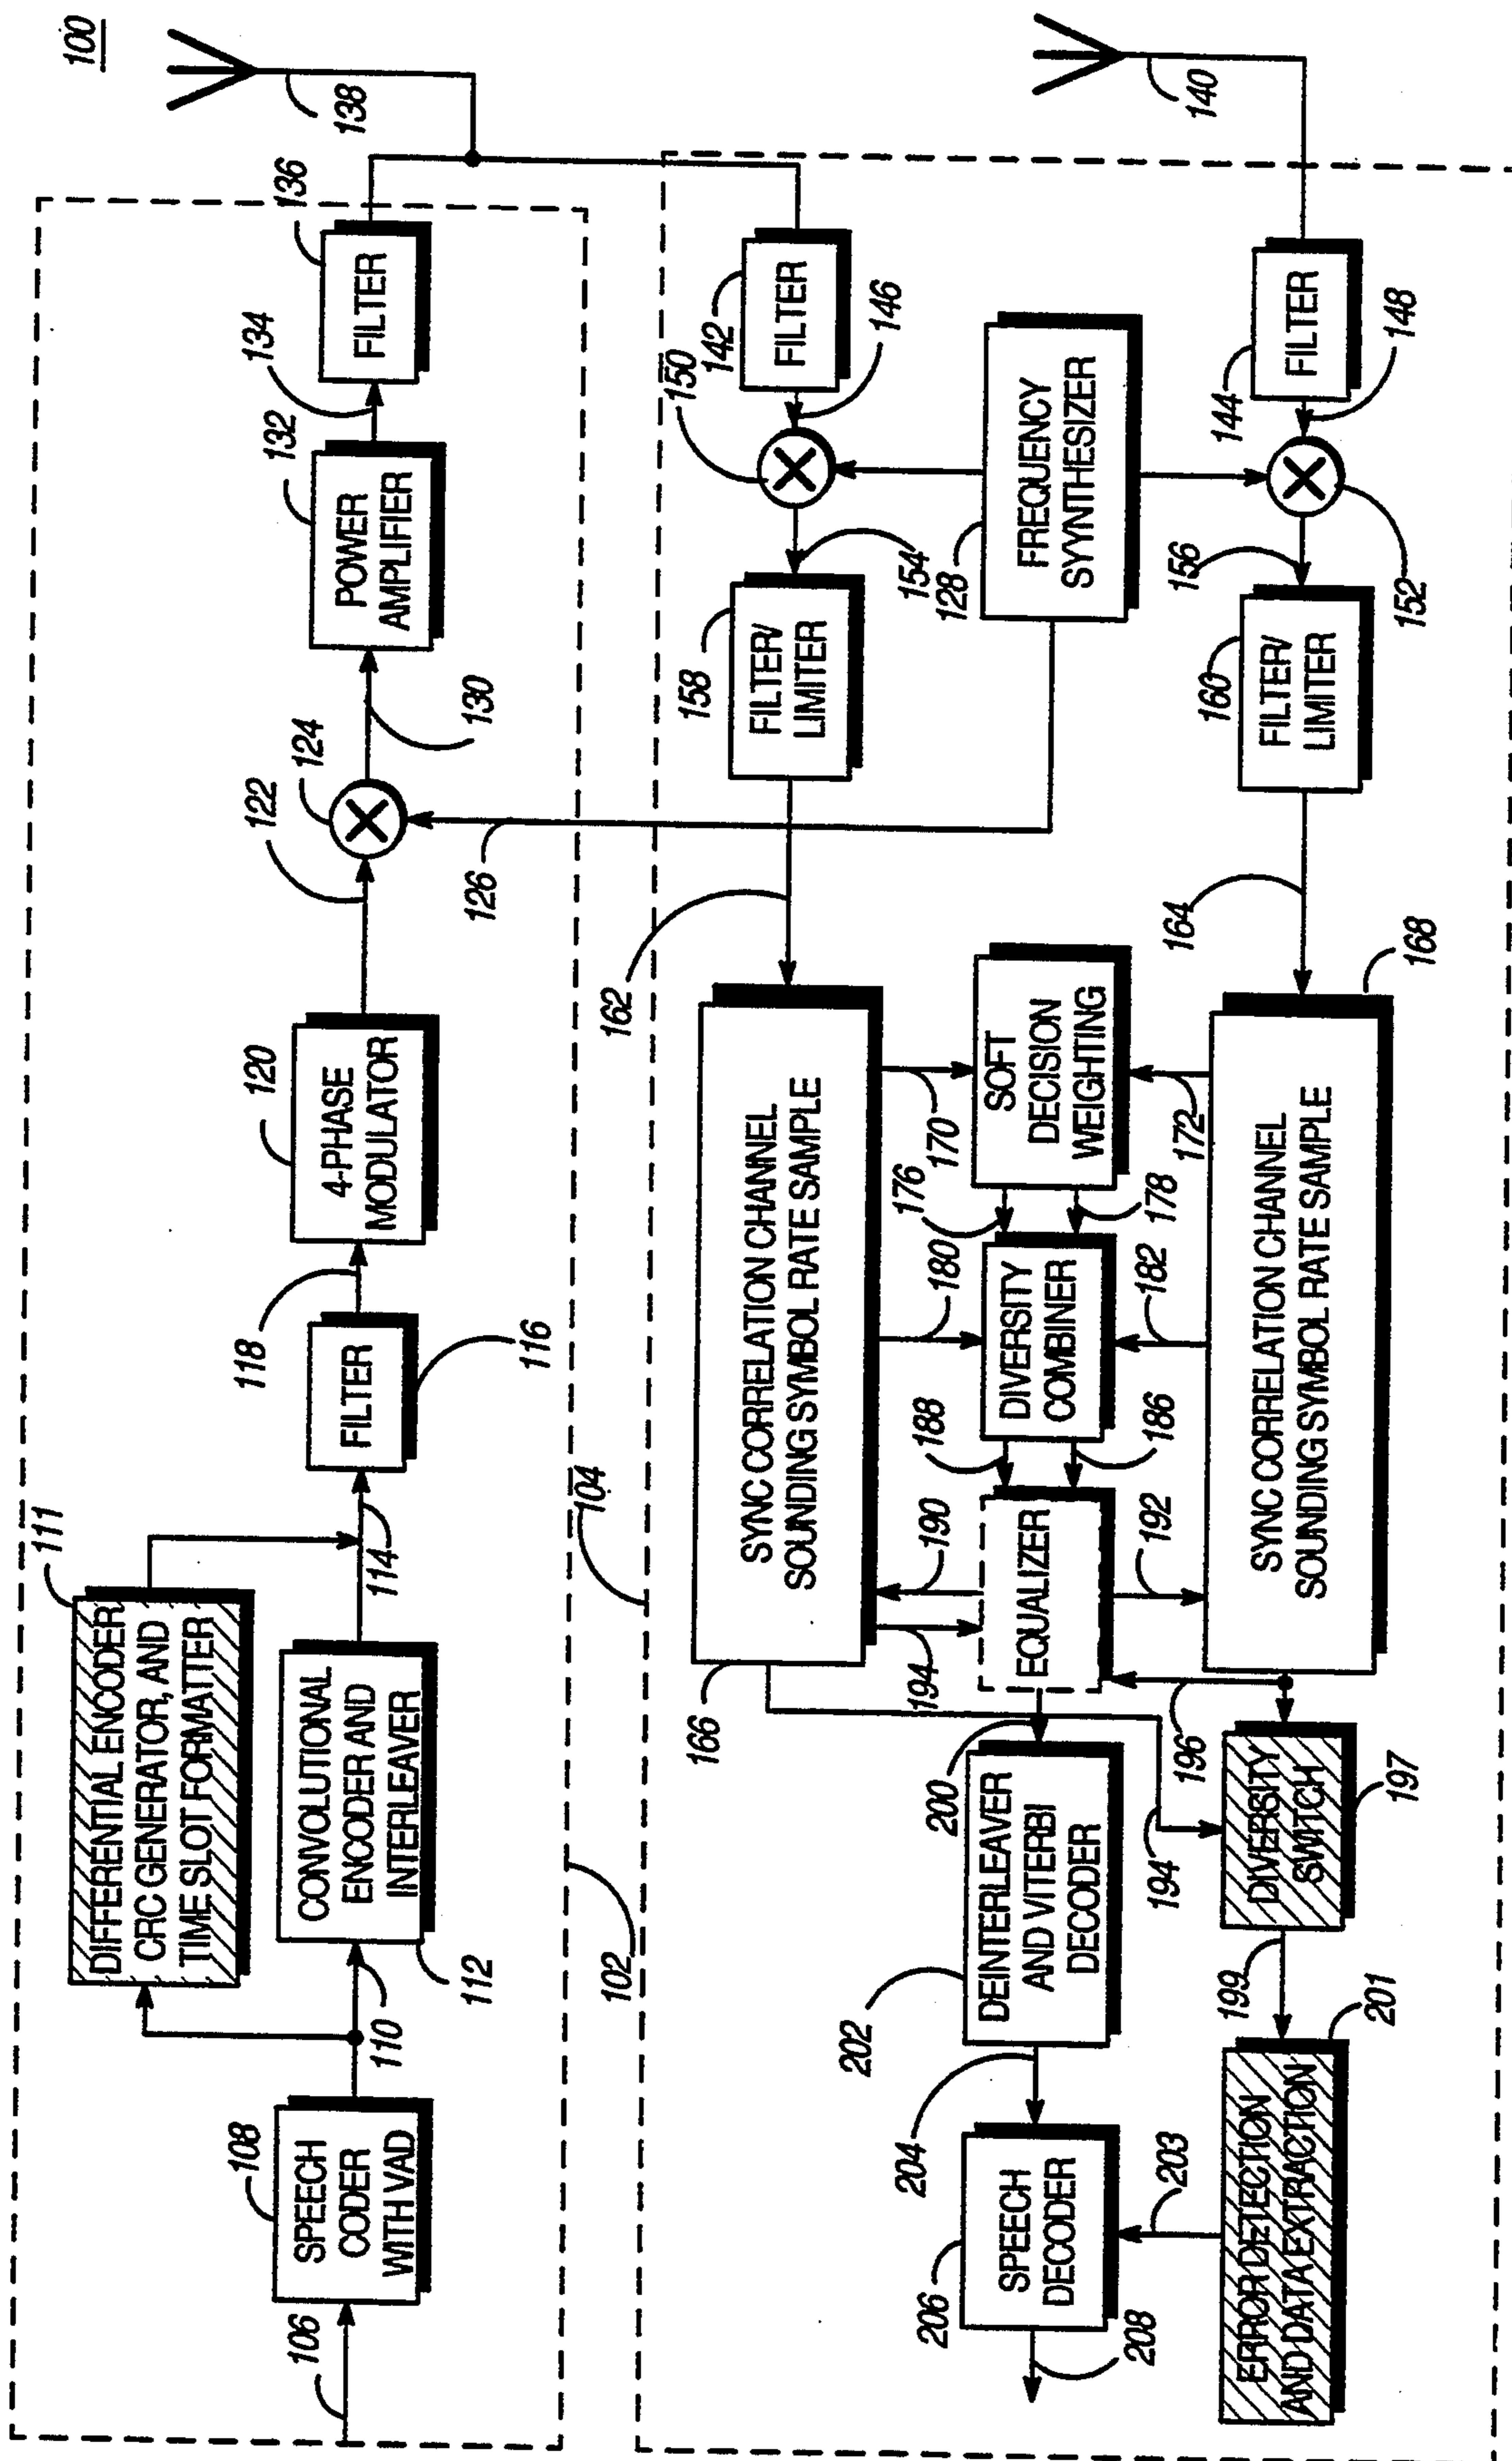 100
106
108
SPEECH
CODER
WITH VAD
110
111
DIFFERENTIAL ENCODER
CRC GENERATOR, AND
TIME SLOT FORMATTER
CONVOLUTIONAL
ENCODER AND
INTERLEAVER
112
114
FILTER
116
118
120
4-PHASE
MODULATOR
122
124
126
130
132
POWER
AMPLIFIER
134
136
FILTER
138
102
104
140
142
FILTER
146
150
154
128
FREQUENCY
SYYNTHESIZER
144
FILTER
148
152
156
158
FILTER/
LIMITER
160
FILTER/
LIMITER
162
164
166
SYNC CORRELATION CHANNEL
SOUNDING SYMBOL RATE SAMPLE
168
SYNC CORRELATION CHANNEL
SOUNDING SYMBOL RATE SAMPLE
170
172
SOFT
DECISION
WEIGHTING
176
178
180
182
DIVERSITY
COMBINER
188
186
190
192
EQUALIZER
194
196
200
194
DIVERSITY
SWITCH
197
199
202
DEINTERLEAVER
AND VITERBI
DECODER
204
206
SPEECH
DECODER
203
208
201
ERROR DETECTION
AND DATA EXTRACTION